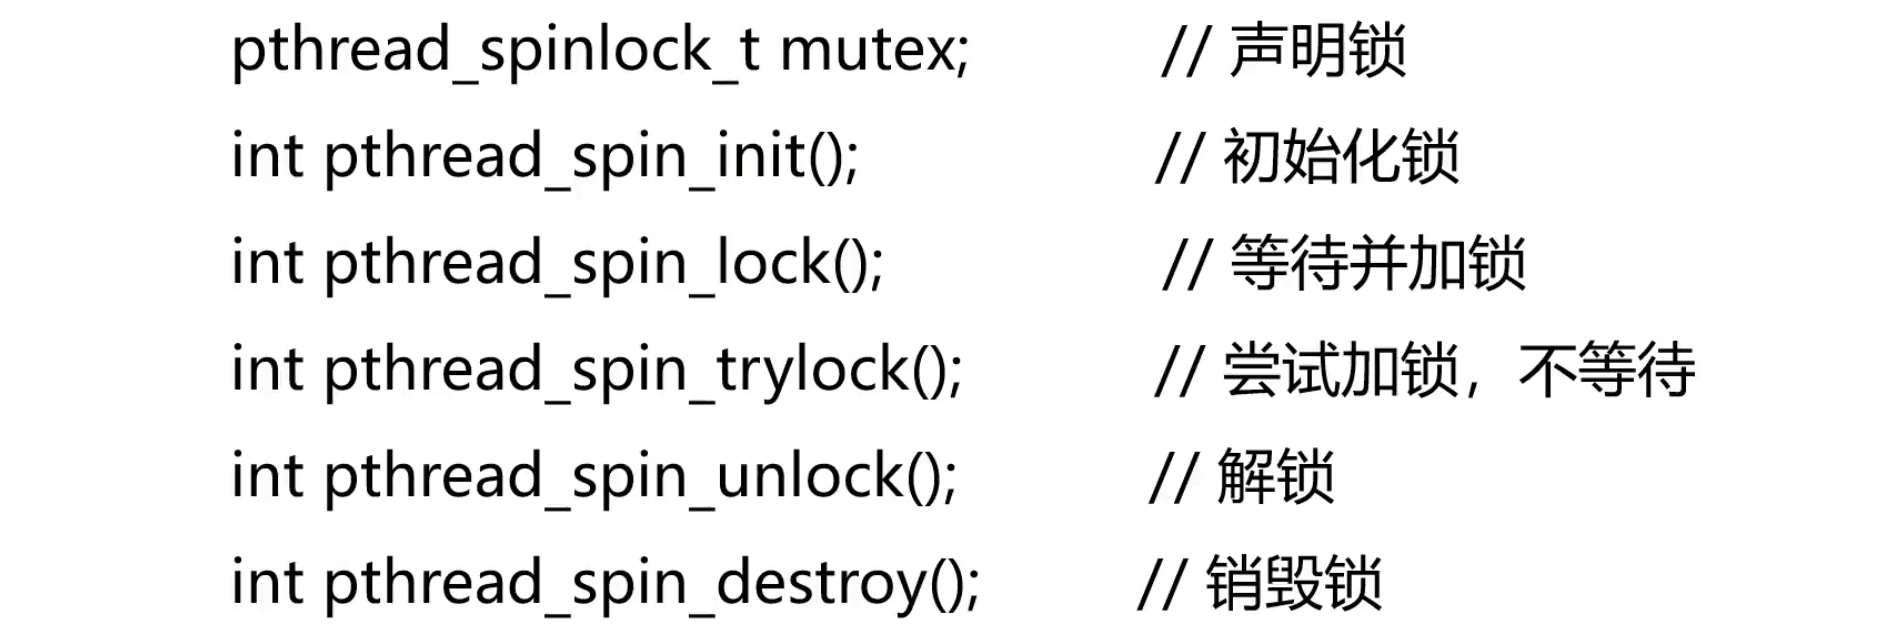 pthread_spinlock_t mutex; // 声明锁
int pthread_spin_init(); // 初始化锁
int pthread_spin_lock(); // 等待并加锁
int pthread_spin_trylock(); // 尝试加锁，不等待
int pthread_spin_unlock(); // 解锁
int pthread_spin_destroy(); // 销毁锁